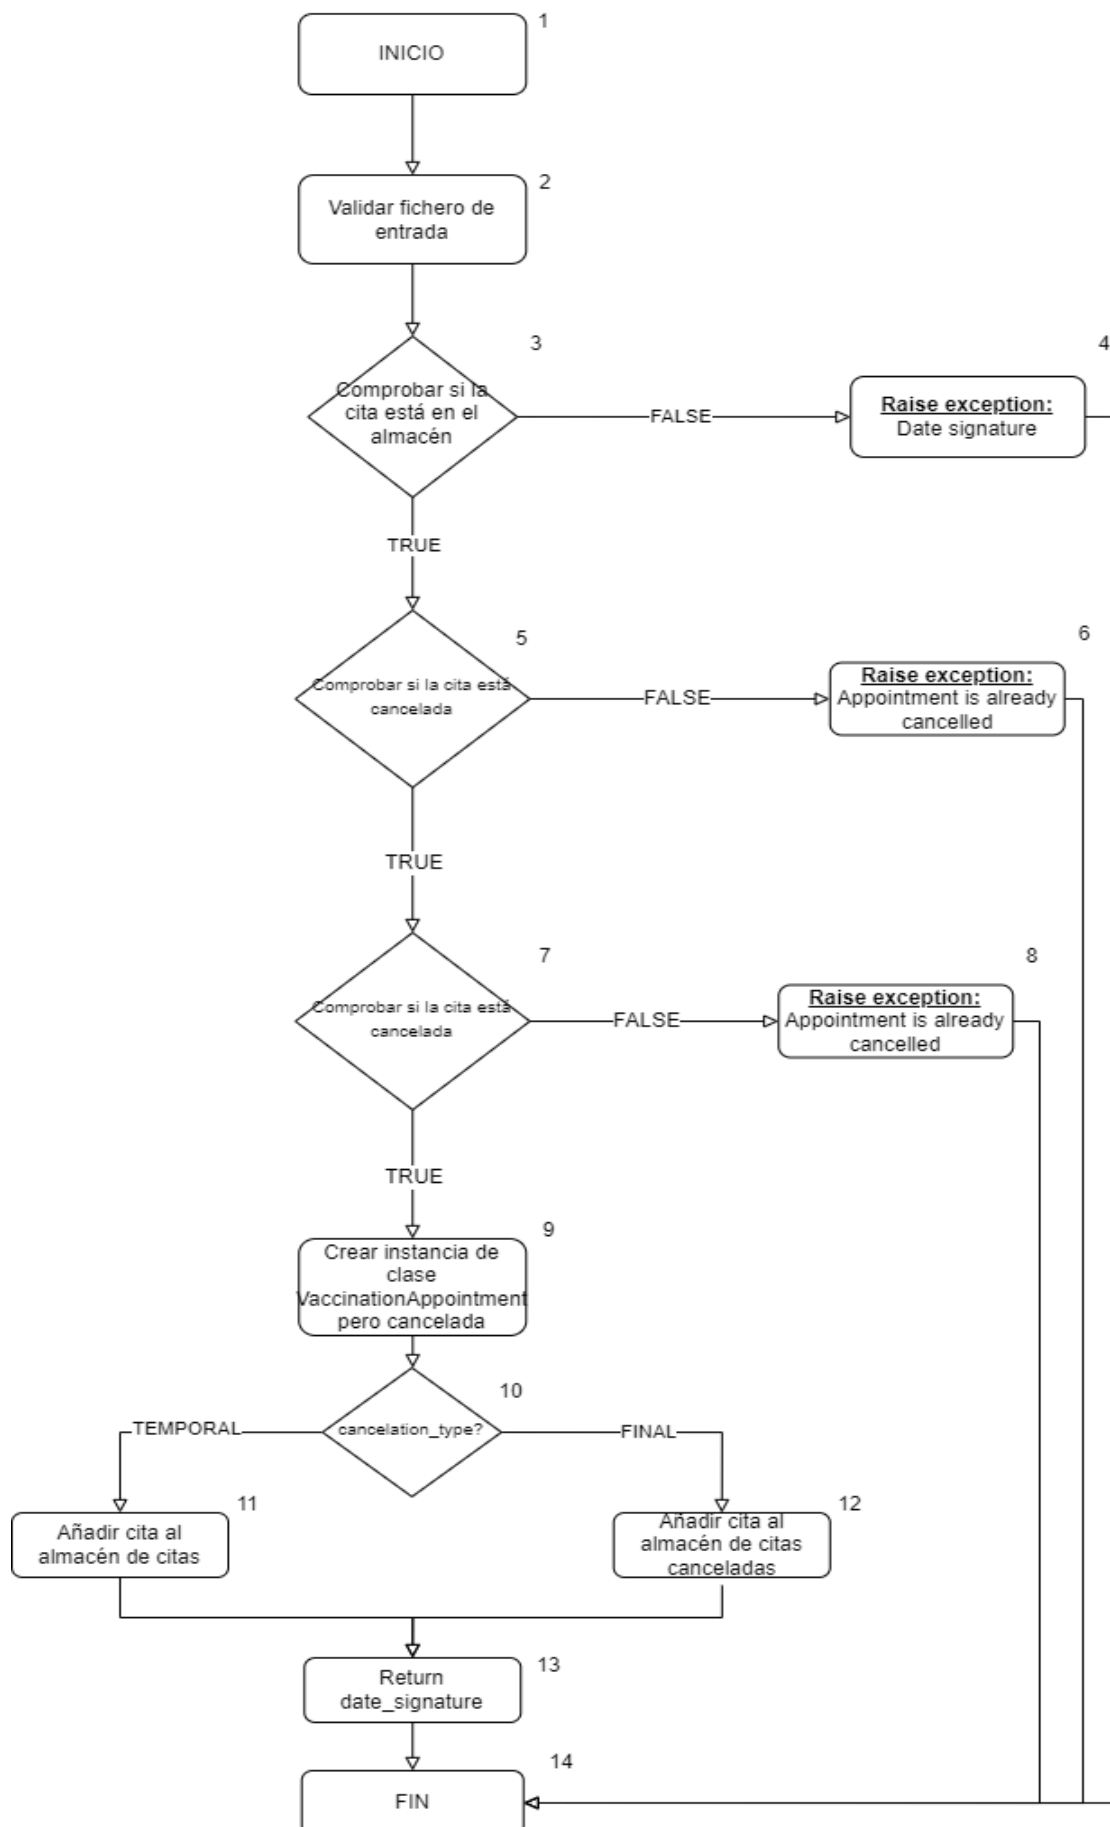 1
INICIO
2
Validar fichero de
entrada
3
Comprobar si la
cita está en el
almacén
FALSE
4
Raise exception:
Date signature
TRUE
5
Comprobar si la cita está
cancelada
FALSE
6
Raise exception:
Appointment is already
cancelled
TRUE
7
Comprobar si la cita está
cancelada
FALSE
8
Raise exception:
Appointment is already
cancelled
TRUE
9
Crear instancia de
clase
VaccinationAppointment
pero cancelada
10
cancelation_type?
TEMPORAL
FINAL
11
Añadir cita al
almacén de citas
12
Añadir cita al
almacén de citas
canceladas
13
Return
date_signature
14
FIN